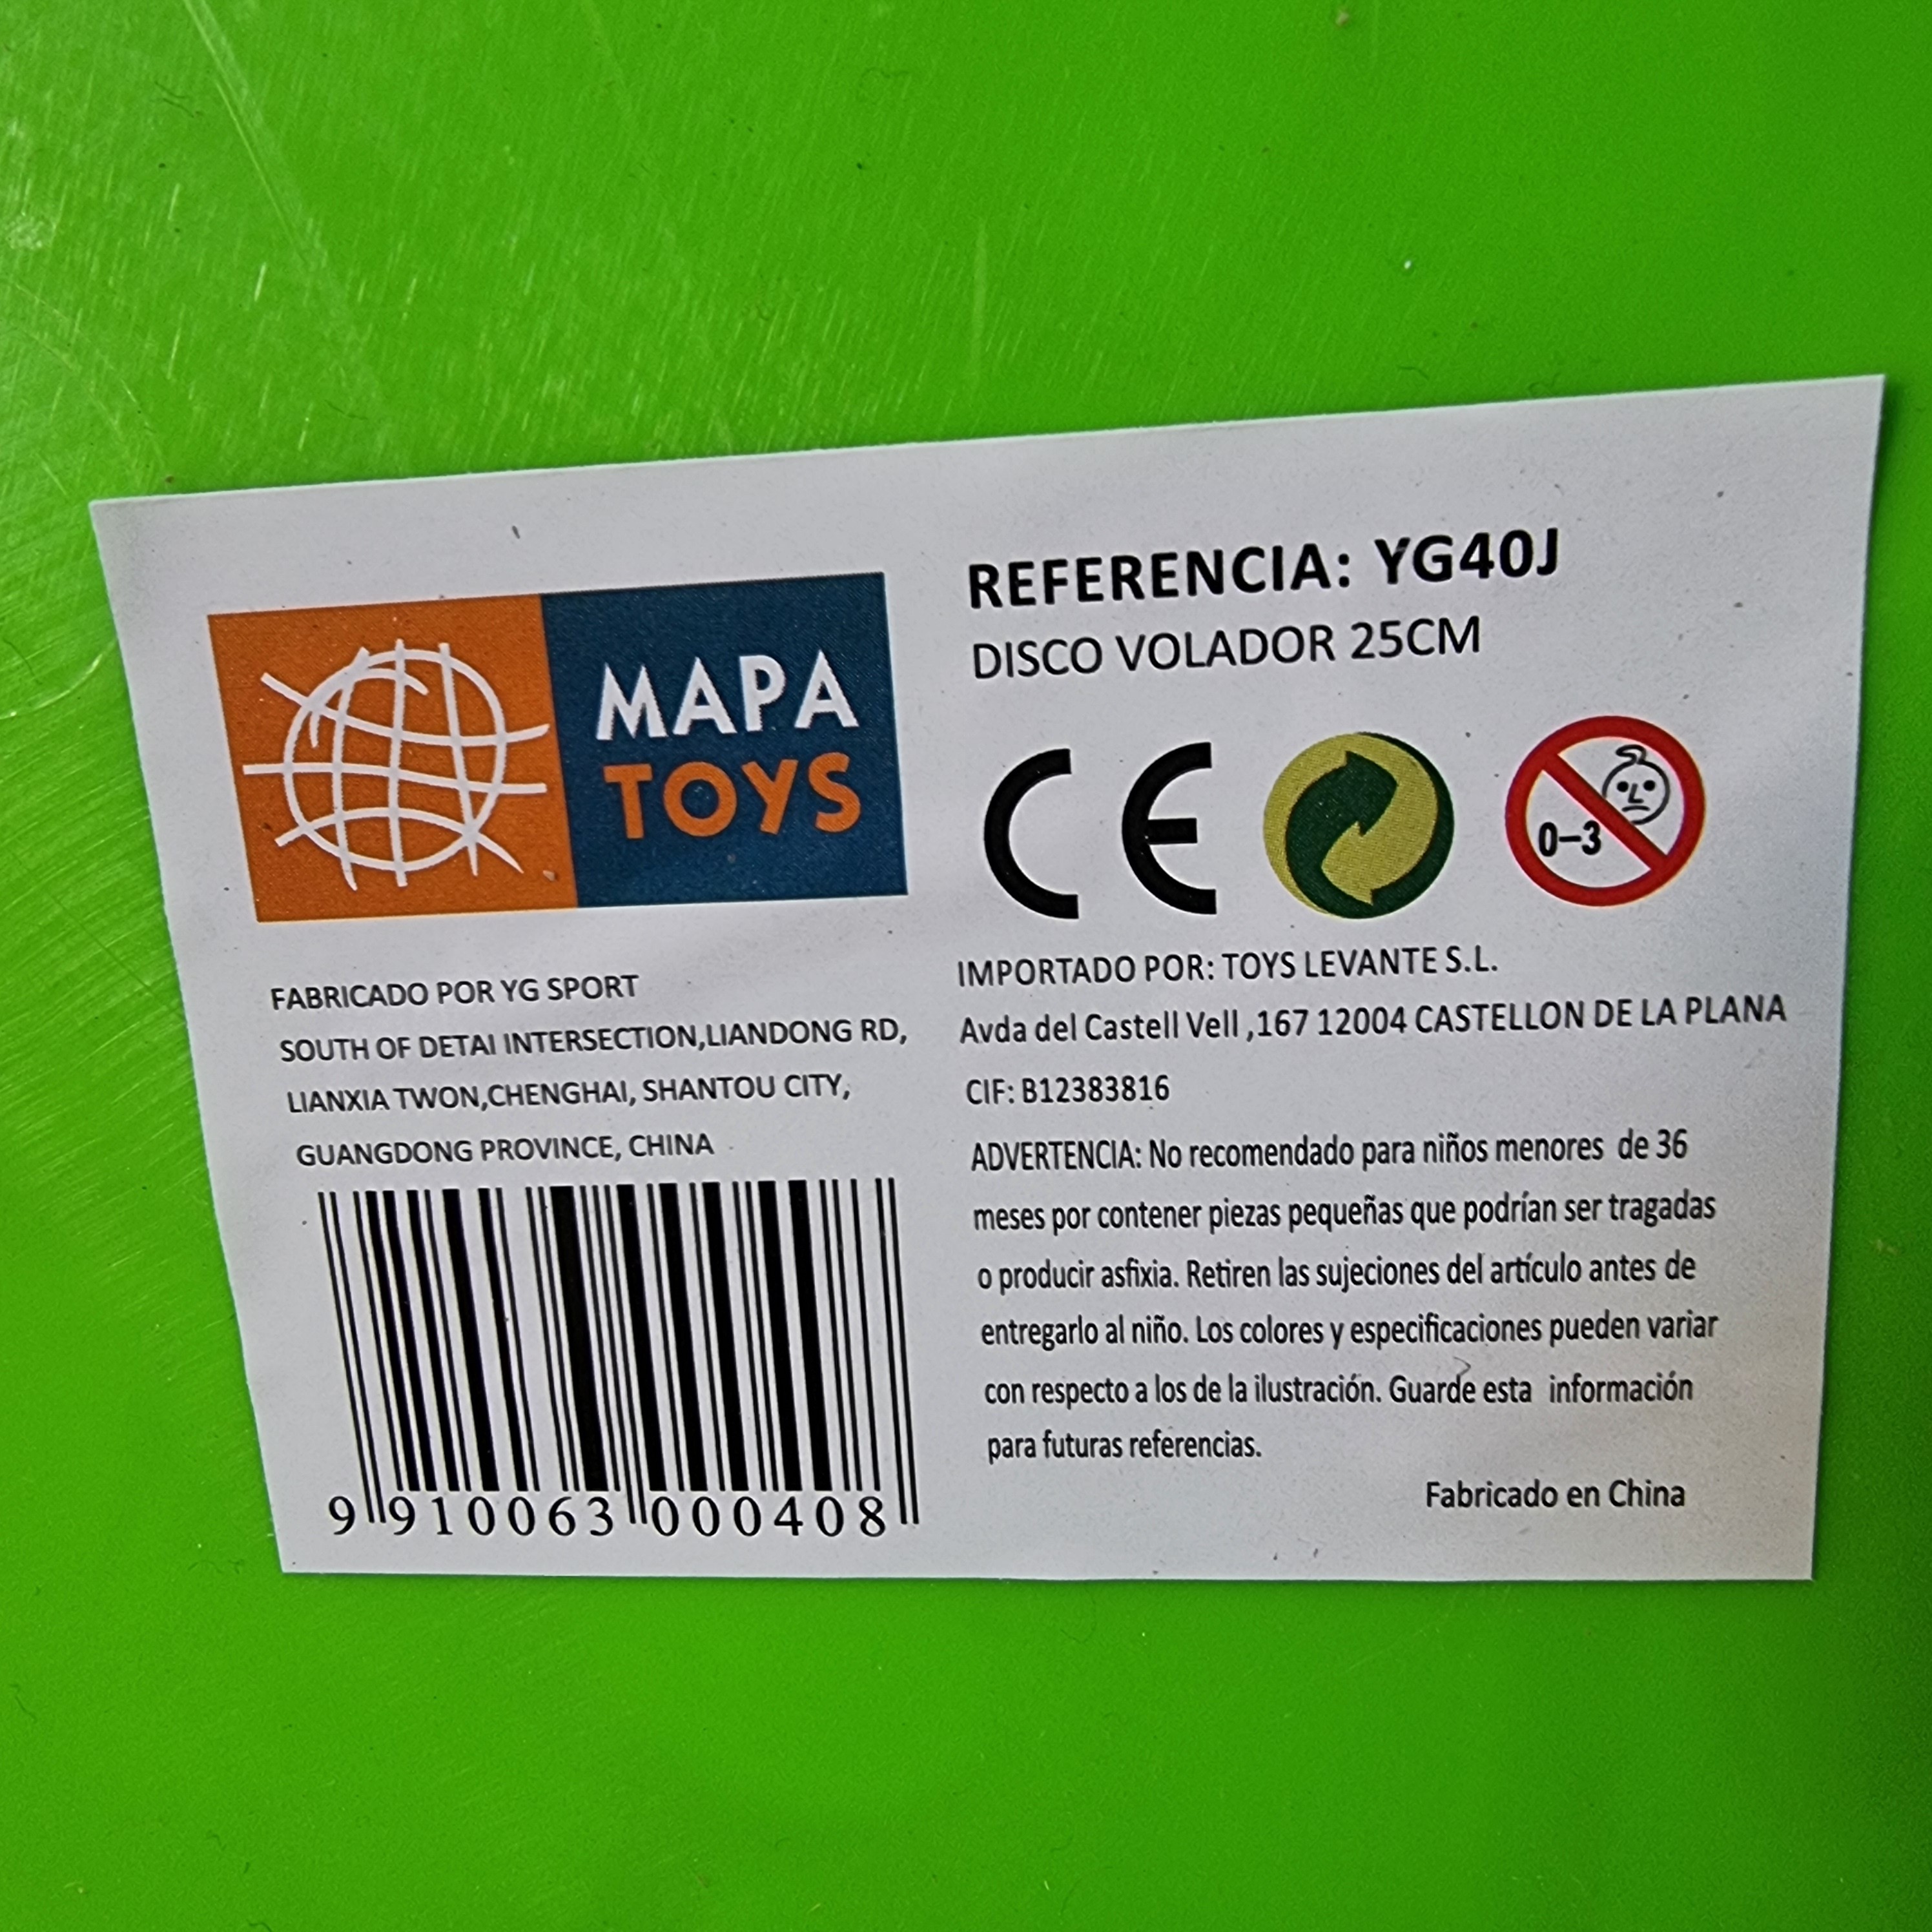 MAPA
TOYS
REFERENCIA: YG40J
DISCO VOLADOR 25CM
CE
0-3
FABRICADO POR YG SPORT
SOUTH OF DETAI INTERSECTION,LIANDONG RD,
LIANXIA TWON,CHENGHAI, SHANTOU CITY,
GUANGDONG PROVINCE, CHINA
9 910063 000408
IMPORTADO POR: TOYS LEVANTE S.L.
Avda del Castell Vell ,167 12004 CASTELLON DE LA PLANA
CIF: B12383816
ADVERTENCIA: No recomendado para niños menores de 36
meses por contener piezas pequeñas que podrían ser tragadas
o producir asfixia. Retiren las sujeciones del artículo antes de
entregarlo al niño. Los colores y especificaciones pueden variar
con respecto a los de la ilustración. Guarde esta información
para futuras referencias.
Fabricado en China